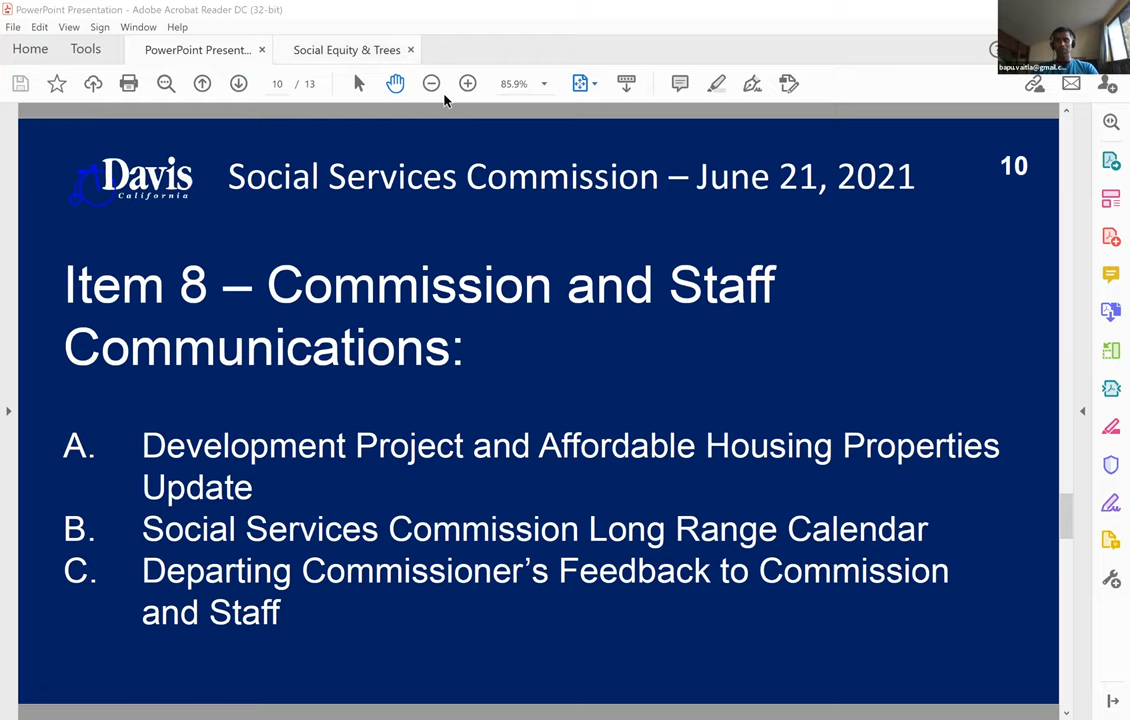 PowerPoint Presentation - Adobe Acrobat Reader DC (32-bit)
File Edit View Sign Window Help
Home Tools PowerPoint Present... × Social Equity & Trees ×
10 / 13 85.9%
Davis
California
Social Services Commission – June 21, 2021
10
Item 8 – Commission and Staff
Communications:
A. Development Project and Affordable Housing Properties
Update
B. Social Services Commission Long Range Calendar
C. Departing Commissioner’s Feedback to Commission
and Staff
bapu.vaitla@gmail.c...